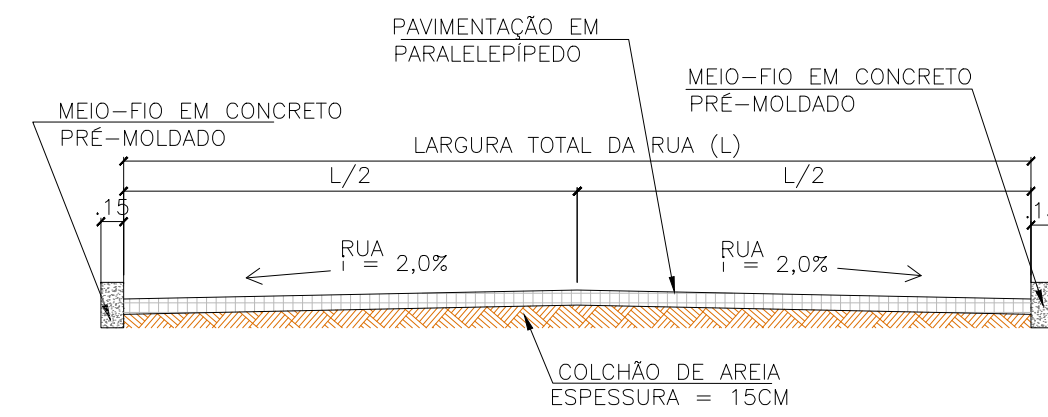 PAVIMENTAÇÃO EM
PARALELEPÍPEDO
MEIO-FIO EM CONCRETO
PRÉ-MOLDADO
MEIO-FIO EM CONCRETO
PRÉ-MOLDADO
LARGURA TOTAL DA RUA (L)
L/2
L/2
.15
RUA
i = 2,0%
RUA
i = 2,0%
COLCHÃO DE AREIA
ESPESSURA = 15CM